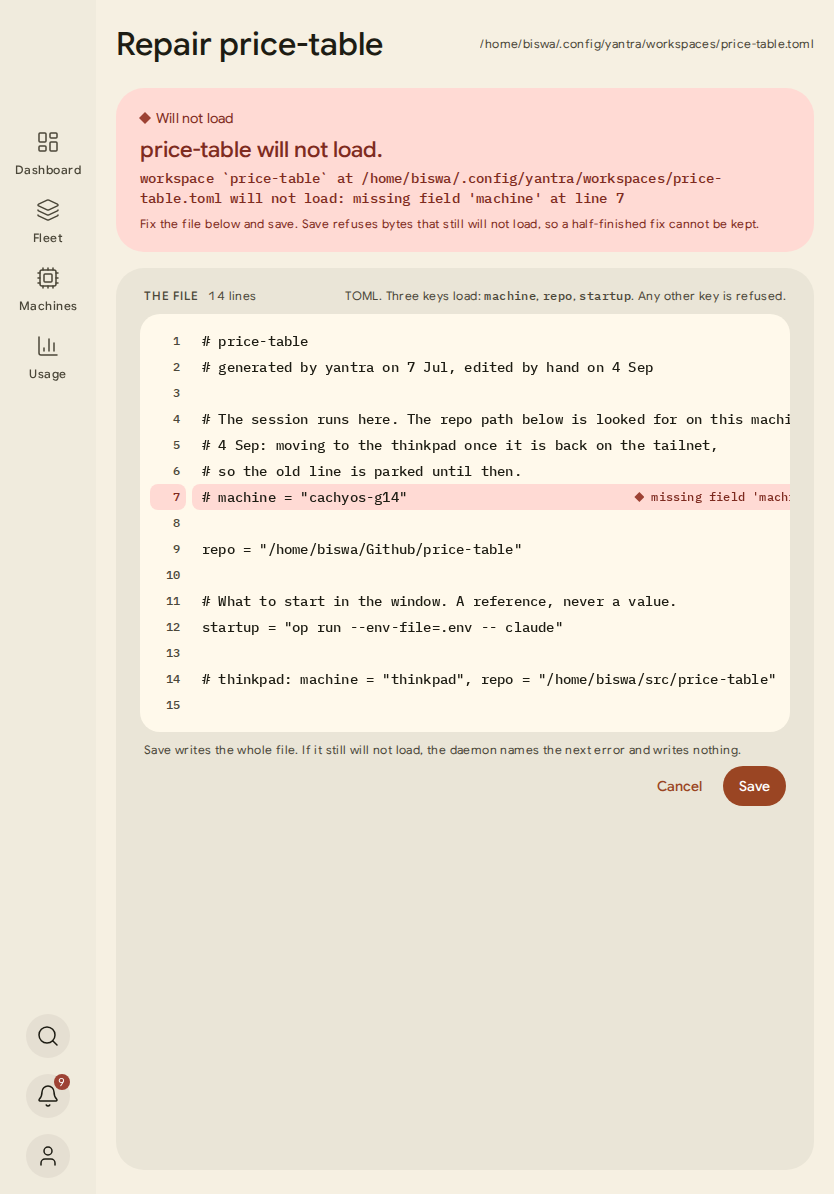 Repair price-table
/home/biswa/.config/yantra/workspaces/price-table.toml
Will not load
price-table will not load.
workspace `price-table` at /home/biswa/.config/yantra/workspaces/price-
table.toml will not load: missing field 'machine' at line 7
Fix the file below and save. Save refuses bytes that still will not load, so a half-finished fix cannot be kept.
Dashboard
Fleet
Machines
Usage
THE FILE 14 lines
TOML. Three keys load: machine, repo, startup. Any other key is refused.
1 # price-table
2 # generated by yantra on 7 Jul, edited by hand on 4 Sep
3
4 # The session runs here. The repo path below is looked for on this machi
5 # 4 Sep: moving to the thinkpad once it is back on the tailnet,
6 # so the old line is parked until then.
7 # machine = "cachyos-g14" missing field 'machi
8
9 repo = "/home/biswa/Github/price-table"
10
11 # What to start in the window. A reference, never a value.
12 startup = "op run --env-file=.env -- claude"
13
14 # thinkpad: machine = "thinkpad", repo = "/home/biswa/src/price-table"
15
Save writes the whole file. If it still will not load, the daemon names the next error and writes nothing.
Cancel
Save
9